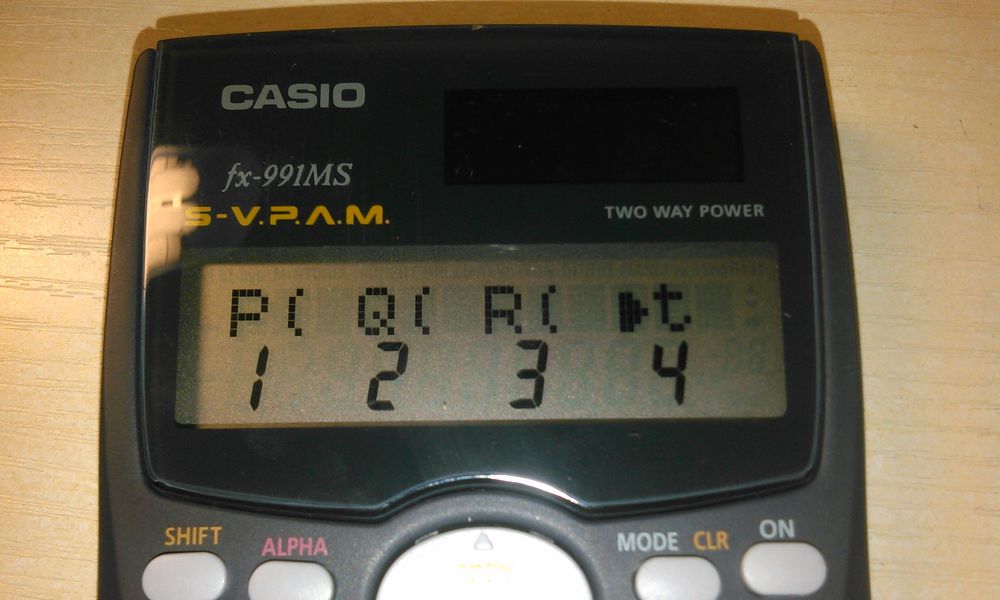 CASIO
fx-991MS
S-V.P.A.M.
TWO WAY POWER
P( Q( R( ▶t
1 2 3 4
SHIFT ALPHA MODE CLR ON